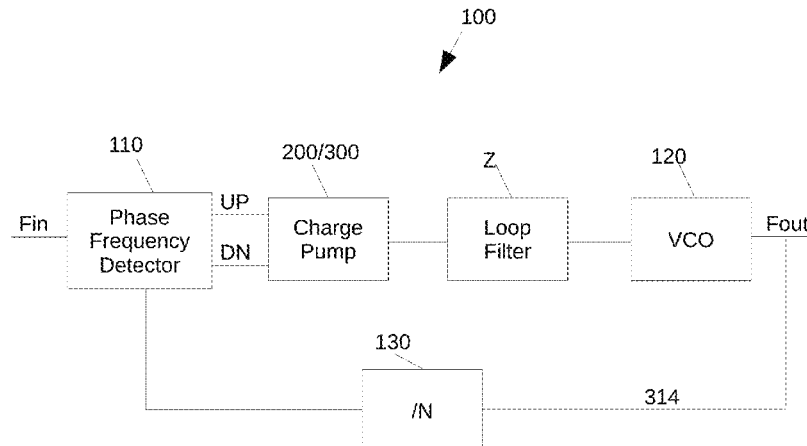 100
110
200/300
Z
120
Fin
Phase
Frequency
Detector
UP
DN
Charge
Pump
Loop
Filter
VCO
Fout
130
/N
314